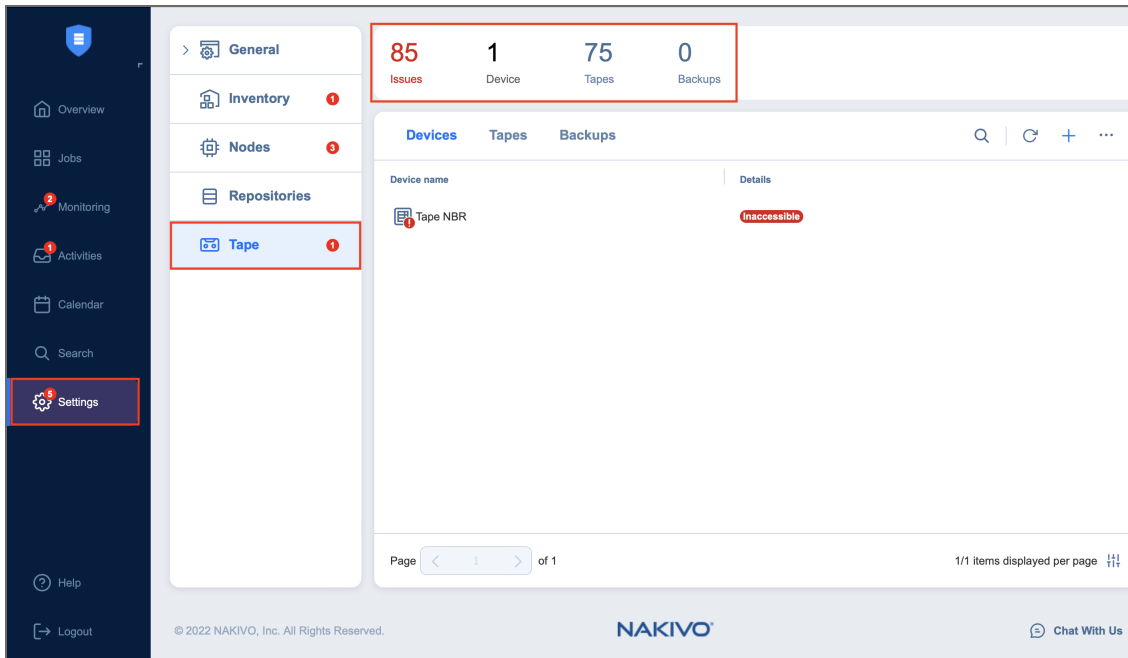 Overview
Jobs
2
Monitoring
1
Activities
Calendar
Search
5
Settings
Help
Logout
General
Inventory 1
Nodes 3
Repositories
Tape 1
85 1 75 0
Issues Device Tapes Backups
Devices Tapes Backups
Device name Details
Tape NBR Inaccessible
Page 1 of 1 1/1 items displayed per page
© 2022 NAKIVO, Inc. All Rights Reserved. NAKIVO Chat With Us